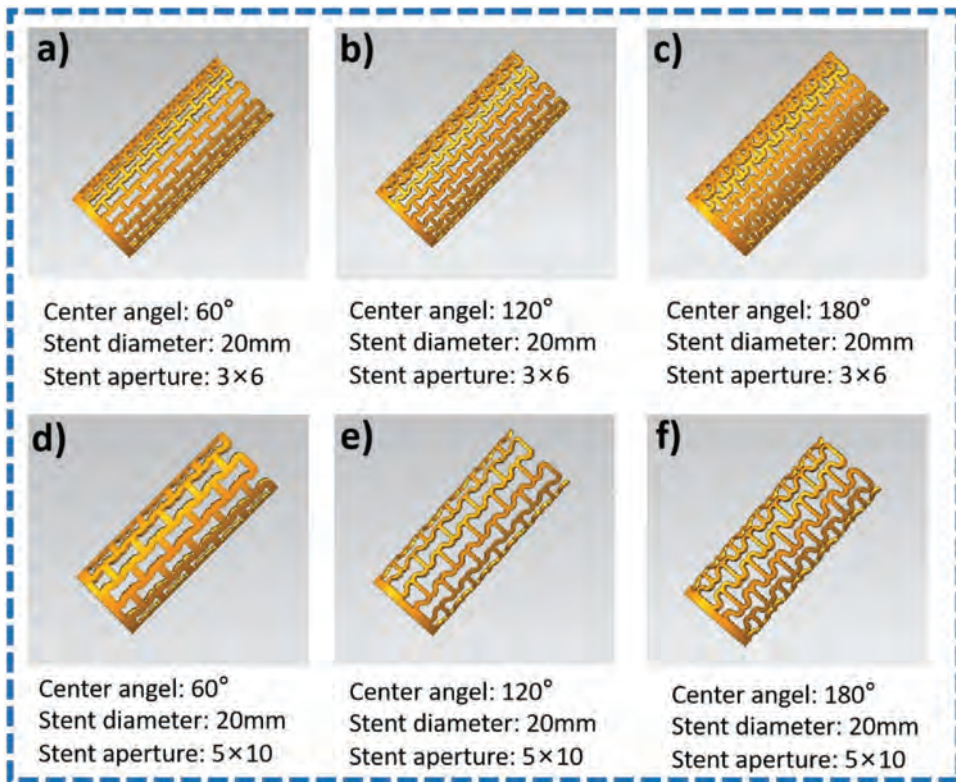 a)
b)
c)
Center angel: 60°
Stent diameter: 20mm
Stent aperture: 3×6
Center angel: 120°
Stent diameter: 20mm
Stent aperture: 3×6
Center angel: 180°
Stent diameter: 20mm
Stent aperture: 3×6
d)
e)
f)
Center angel: 60°
Stent diameter: 20mm
Stent aperture: 5×10
Center angel: 120°
Stent diameter: 20mm
Stent aperture: 5×10
Center angel: 180°
Stent diameter: 20mm
Stent aperture: 5×10